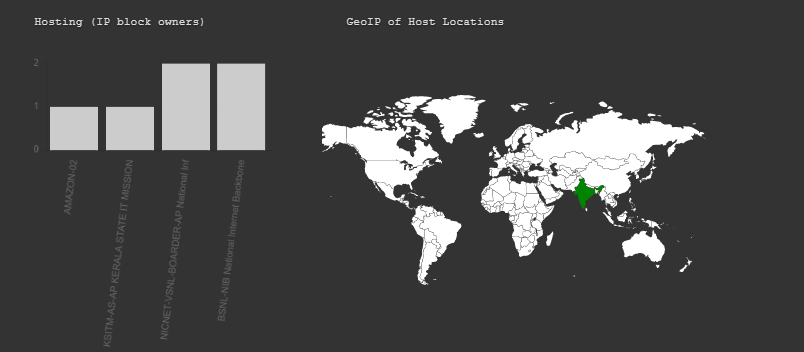 Hosting (IP block owners)
GeoIP of Host Locations
2
1
0
AMAZON-02
KSITM-AS-AP KERALA STATE IT MISSION
NICNET-VSNL-BOARDER-AP National Inf
BSNL-NIB National Internet Backbone